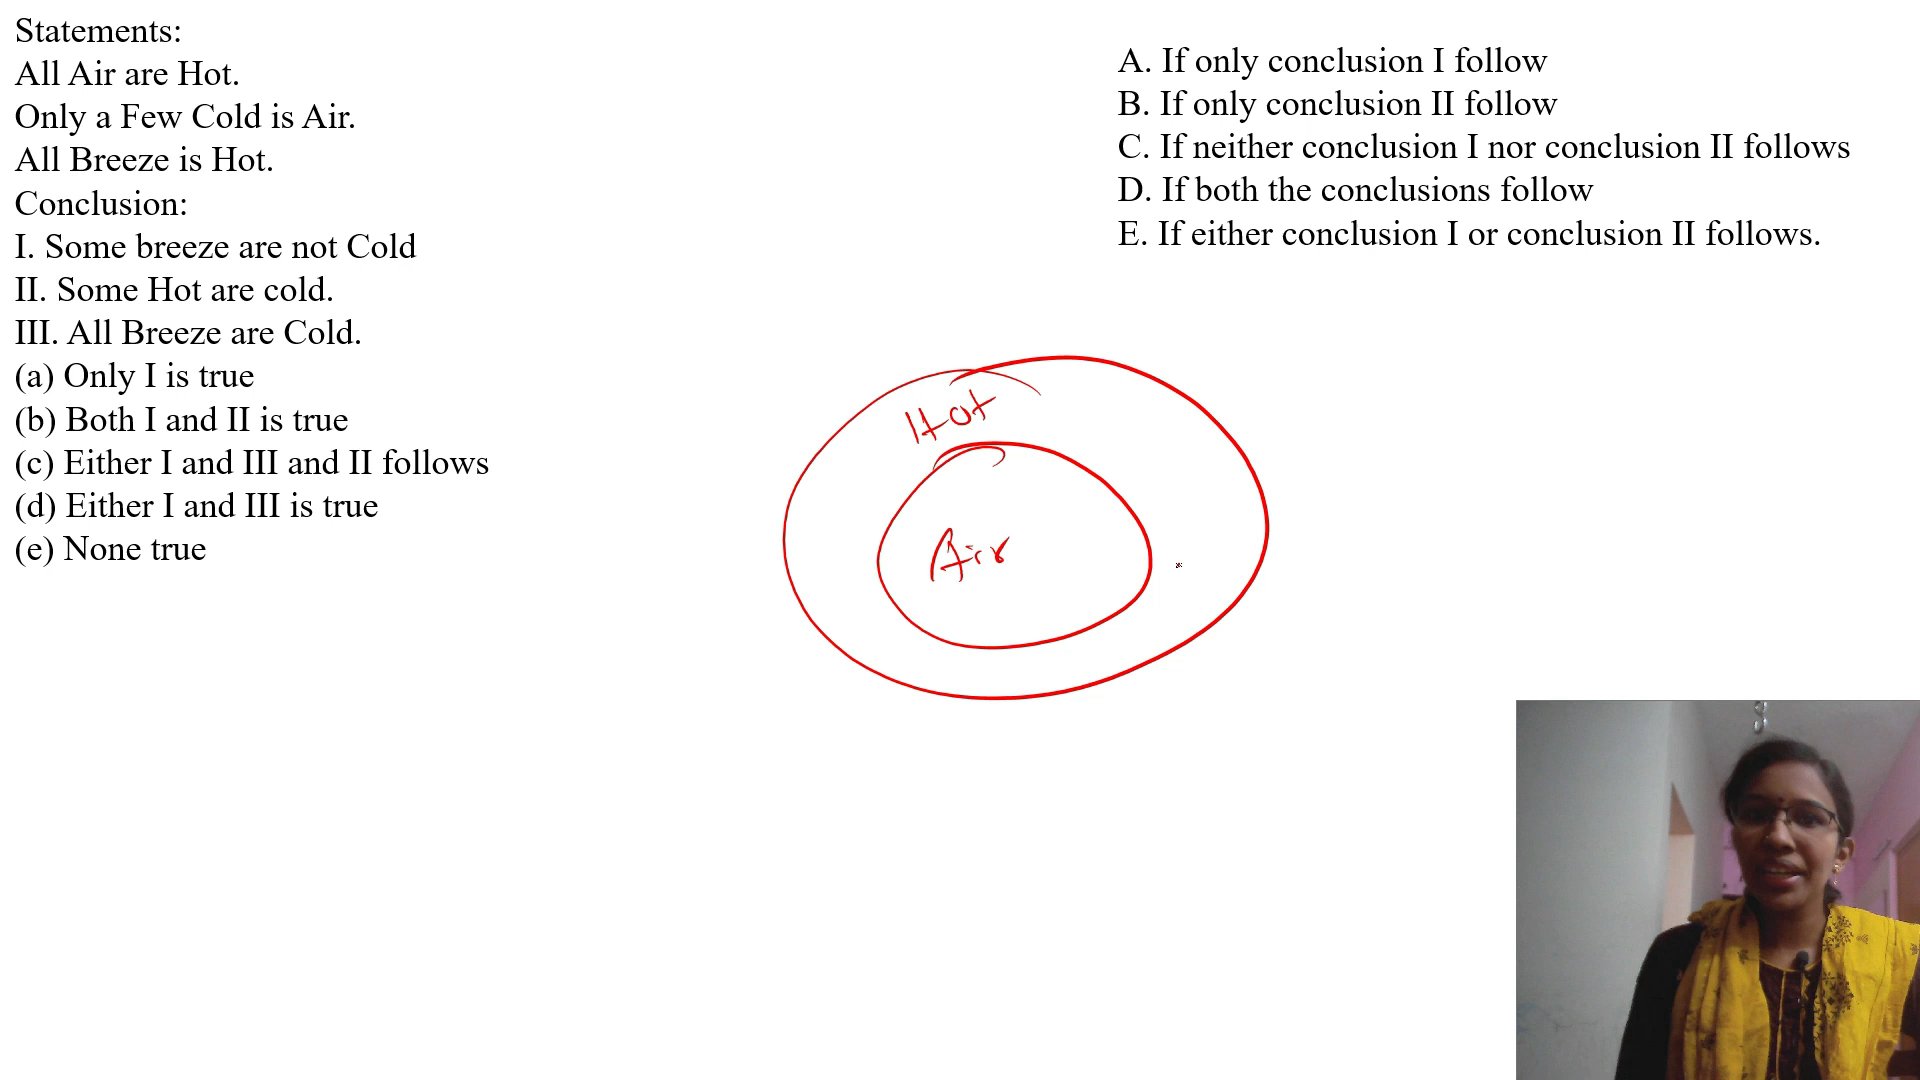 Statements:
All Air are Hot.
Only a Few Cold is Air.
All Breeze is Hot.
Conclusion:
I. Some breeze are not Cold
II. Some Hot are cold.
III. All Breeze are Cold.
(a) Only I is true
(b) Both I and II is true
(c) Either I and III and II follows
(d) Either I and III is true
(e) None true
A. If only conclusion I follow
B. If only conclusion II follow
C. If neither conclusion I nor conclusion II follows
D. If both the conclusions follow
E. If either conclusion I or conclusion II follows.
Hot
Air